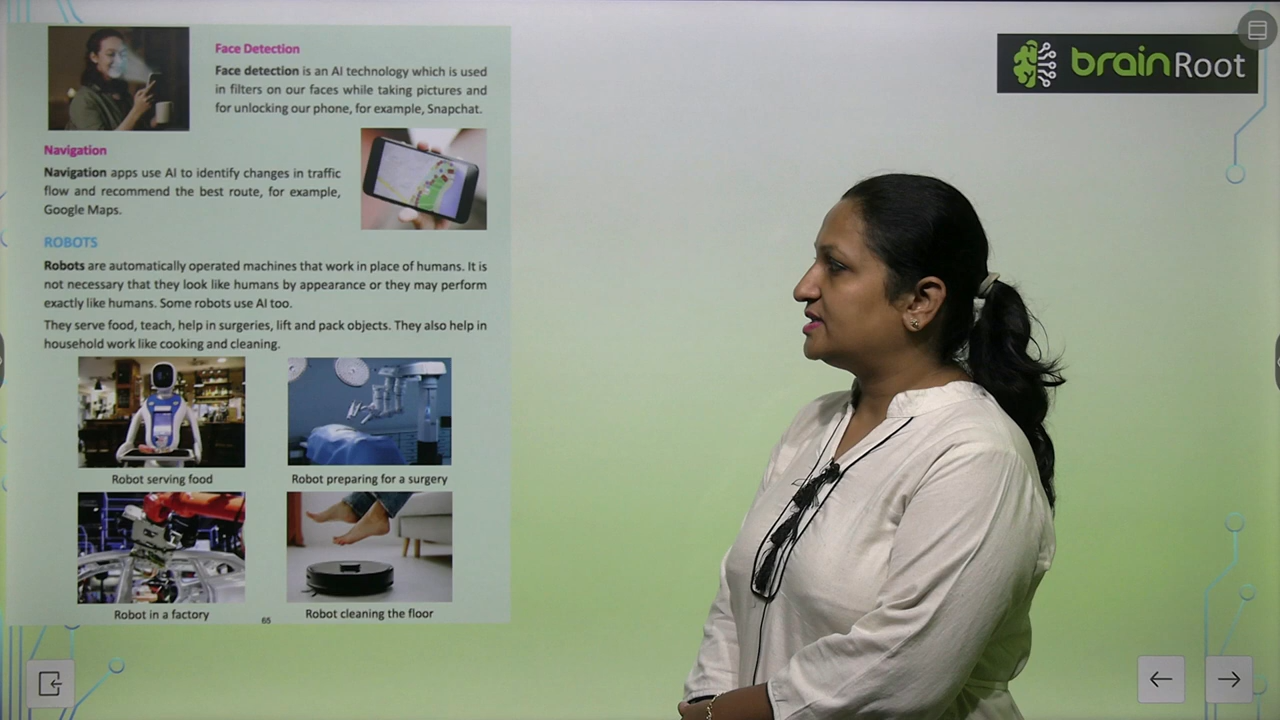 brainRoot
Face Detection
Face detection is an AI technology which is used
in filters on our faces while taking pictures and
for unlocking our phone, for example, Snapchat.
Navigation
Navigation apps use AI to identify changes in traffic
flow and recommend the best route, for example,
Google Maps.
ROBOTS
Robots are automatically operated machines that work in place of humans. It is
not necessary that they look like humans by appearance or they may perform
exactly like humans. Some robots use AI too.
They serve food, teach, help in surgeries, lift and pack objects. They also help in
household work like cooking and cleaning.
Robot serving food
Robot preparing for a surgery
Robot in a factory
Robot cleaning the floor
65